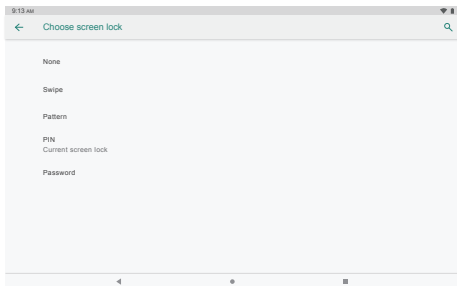 9:13 AM
Choose screen lock
None
Swipe
Pattern
PIN
Current screen lock
Password